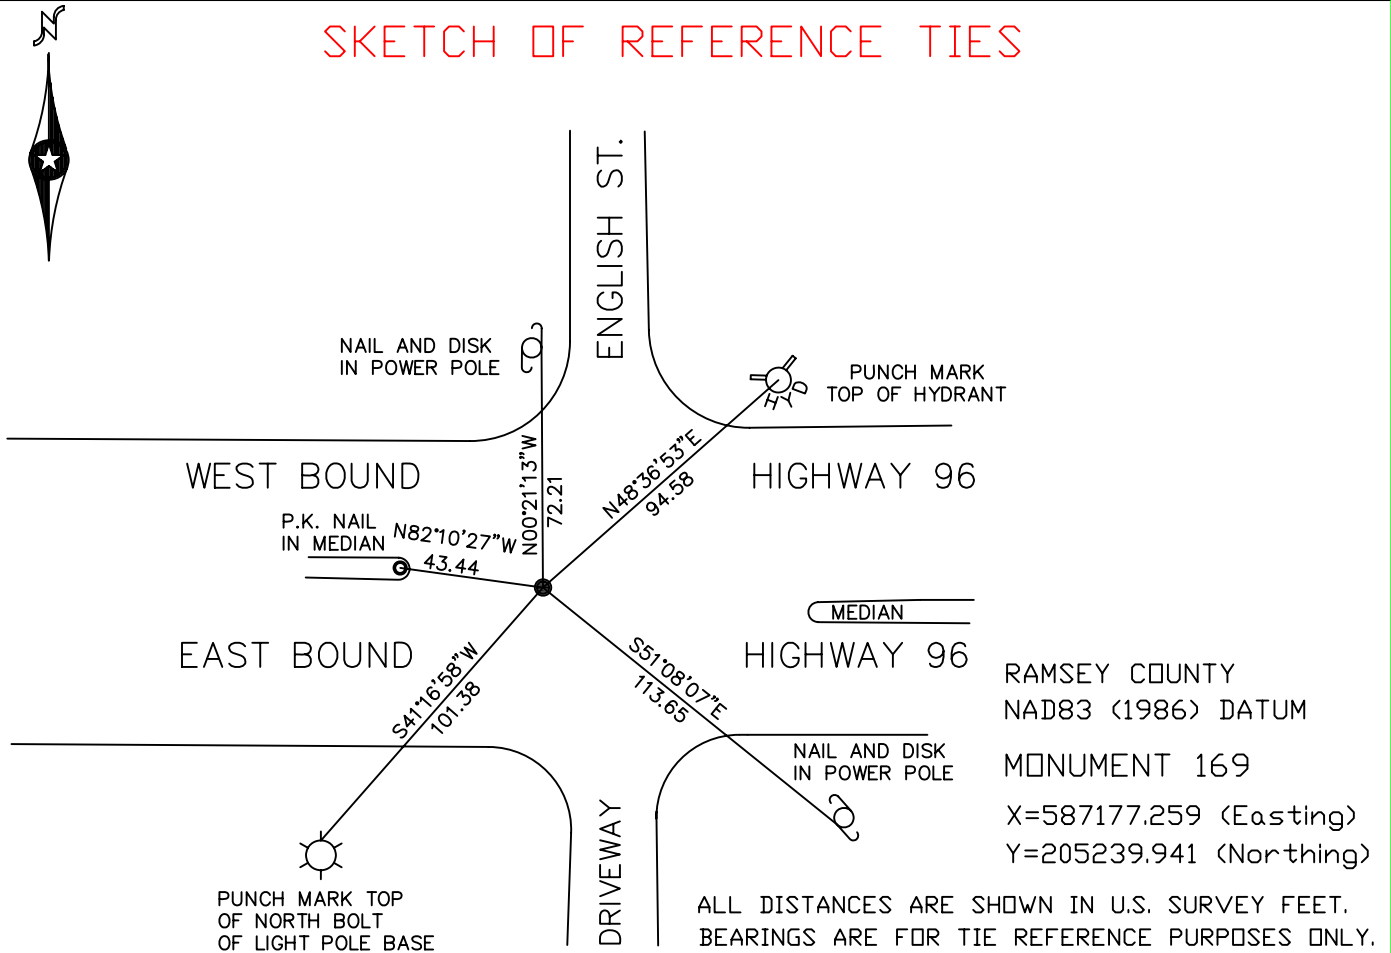 N
SKETCH OF REFERENCE TIES
ENGLISH ST.
NAIL AND DISK
IN POWER POLE
PUNCH MARK
TOP OF HYDRANT
HYD
WEST BOUND
HIGHWAY 96
N00°21'13"W
72.21
N48°36'53"E
94.58
P.K. NAIL
IN MEDIAN
N82°10'27"W
43.44
MEDIAN
EAST BOUND
HIGHWAY 96
S41°16'58"W
101.38
S51°08'07"E
113.65
RAMSEY COUNTY
NAD83 (1986) DATUM
NAIL AND DISK
IN POWER POLE
MONUMENT 169
X=587177.259 (Easting)
Y=205239.941 (Northing)
DRIVEWAY
PUNCH MARK TOP
OF NORTH BOLT
OF LIGHT POLE BASE
ALL DISTANCES ARE SHOWN IN U.S. SURVEY FEET.
BEARINGS ARE FOR TIE REFERENCE PURPOSES ONLY.